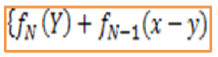 {f_N(Y) + f_{N−1}(x − y)